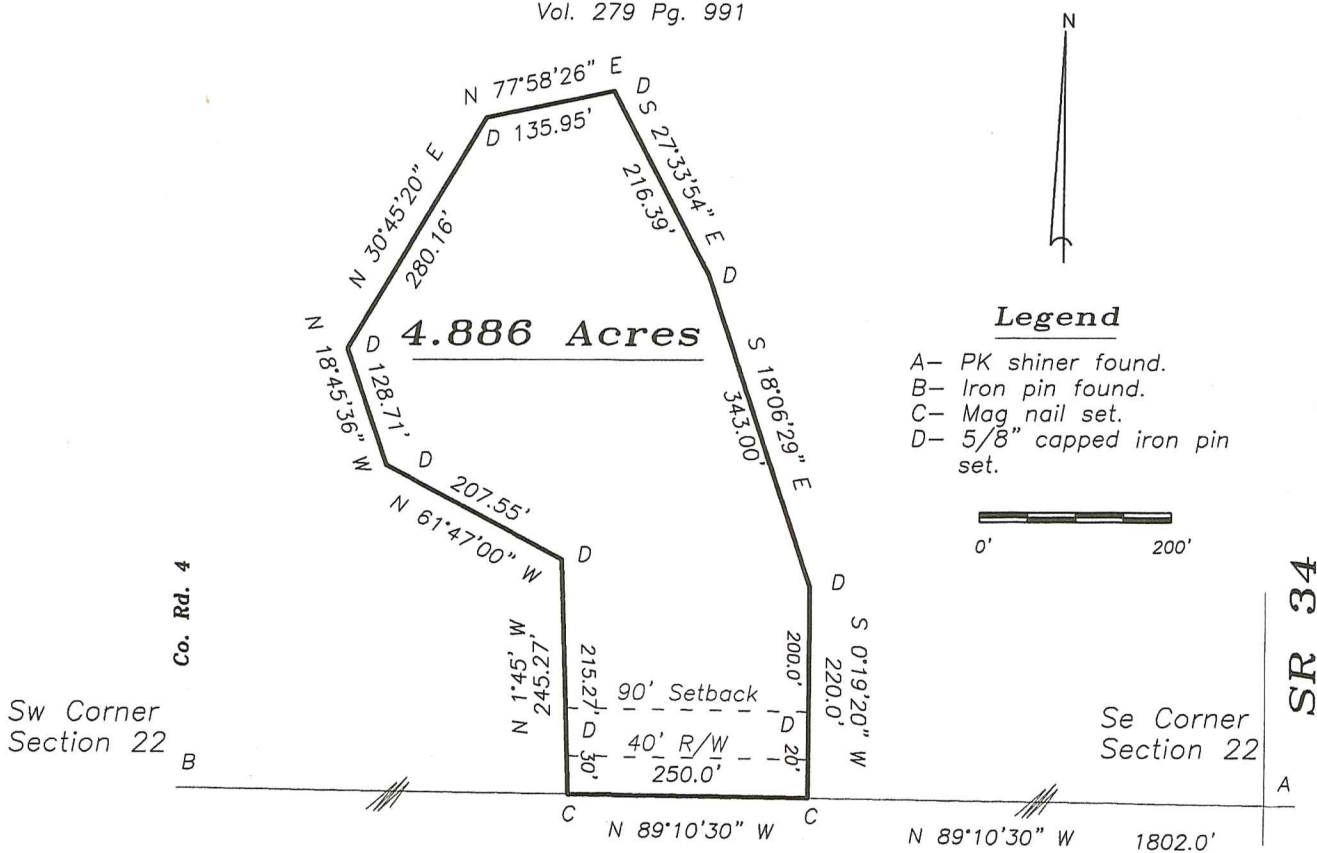 Vol. 279 Pg. 991
N
N 77°58'26" E
D
D 135.95'
S 27°33'54" E
216.39'
N 30°45'20" E
280.16'
D
N 18°45'36" W
D
128.71'
4.886 Acres
S 18°06'29" E
343.00'
Legend
A– PK shiner found.
B– Iron pin found.
C– Mag nail set.
D– 5/8" capped iron pin
set.
0' 200'
D
207.55'
N 61°47'00" W
D
D
Co. Rd. 4
SR 34
N 1°45' W
245.27'
215.27'
200.0'
S 0°19'20" W
220.0'
90' Setback
D
D
40' R/W
30'
20'
250.0'
Sw Corner
Section 22
B
Se Corner
Section 22
A
C
C
N 89°10'30" W
N 89°10'30" W 1802.0'